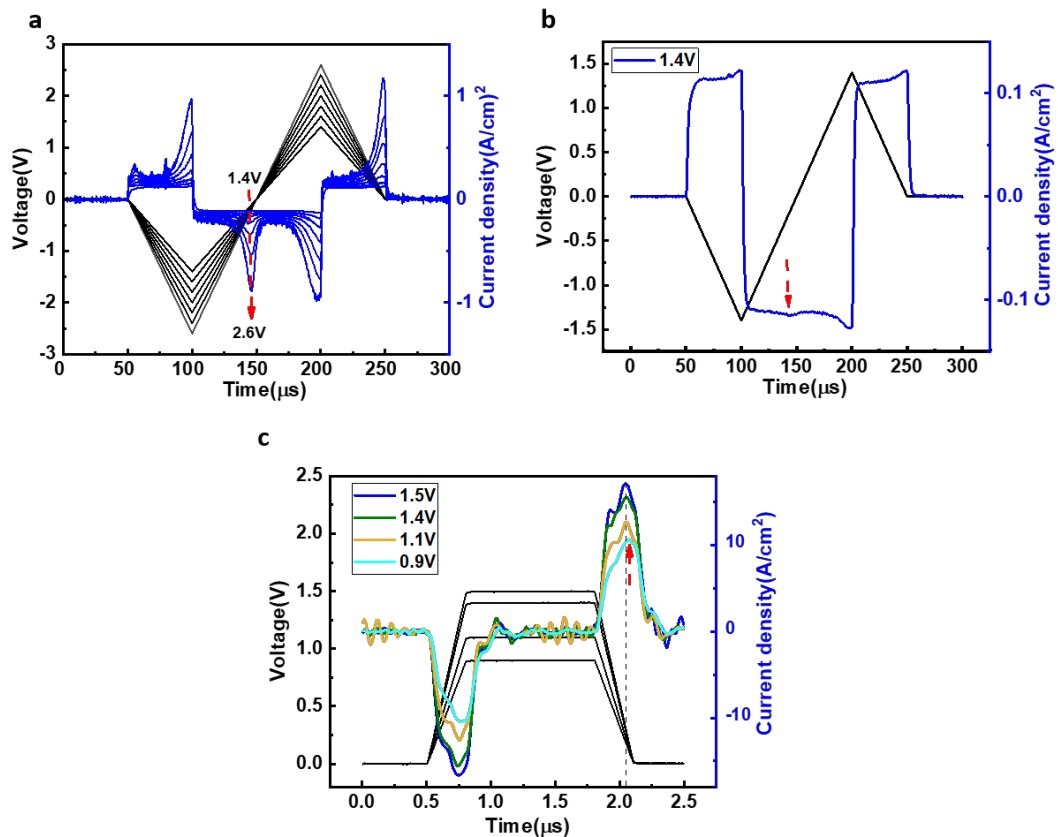 a
Voltage(V)
3
2
1
0
-1
-2
-3
1.4V
2.6V
0 50 100 150 200 250 300
Time(μs)
1
0
-1
Current density(A/cm)²
b
Voltage(V)
1.5
1.0
0.5
0.0
-0.5
-1.0
-1.5
1.4V
0 50 100 150 200 250 300
Time(μs)
0.1
0.0
-0.1
Current density(A/cm²)
c
Voltage(V)
2.5
2.0
1.5
1.0
0.5
0.0
1.5V
1.4V
1.1V
0.9V
0.0 0.5 1.0 1.5 2.0 2.5
Time(μs)
10
0
-10
Current density(A/cm²)